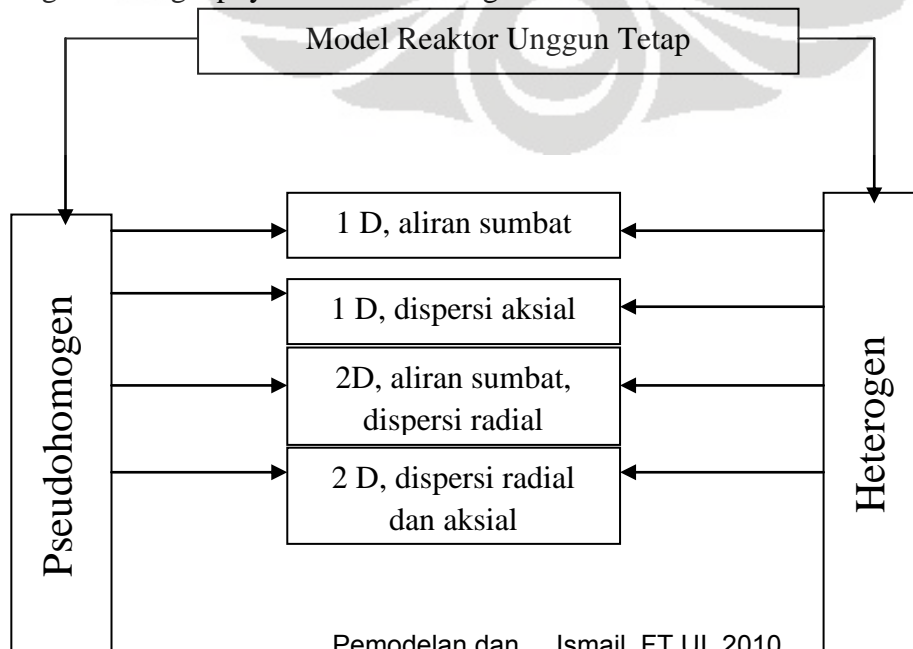 Model Reaktor Unggun Tetap
1 D, aliran sumbat
1 D, dispersi aksial
2D, aliran sumbat,
dispersi radial
2 D, dispersi radial
dan aksial
Pseudohomogen
Heterogen
Pemodelan dan Ismail, FT UI, 2010